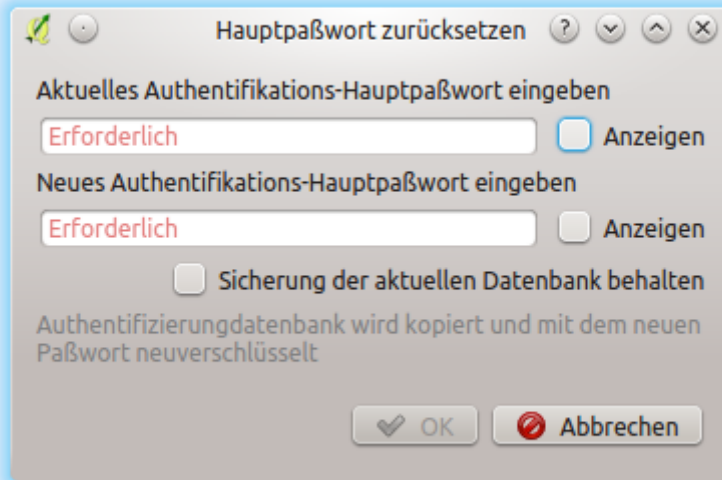 Hauptpaßwort zurücksetzen
Aktuelles Authentifikations-Hauptpaßwort eingeben
Erforderlich Anzeigen
Neues Authentifikations-Hauptpaßwort eingeben
Erforderlich Anzeigen
Sicherung der aktuellen Datenbank behalten
Authentifizierungdatenbank wird kopiert und mit dem neuen
Paßwort neuverschlüsselt
OK Abbrechen